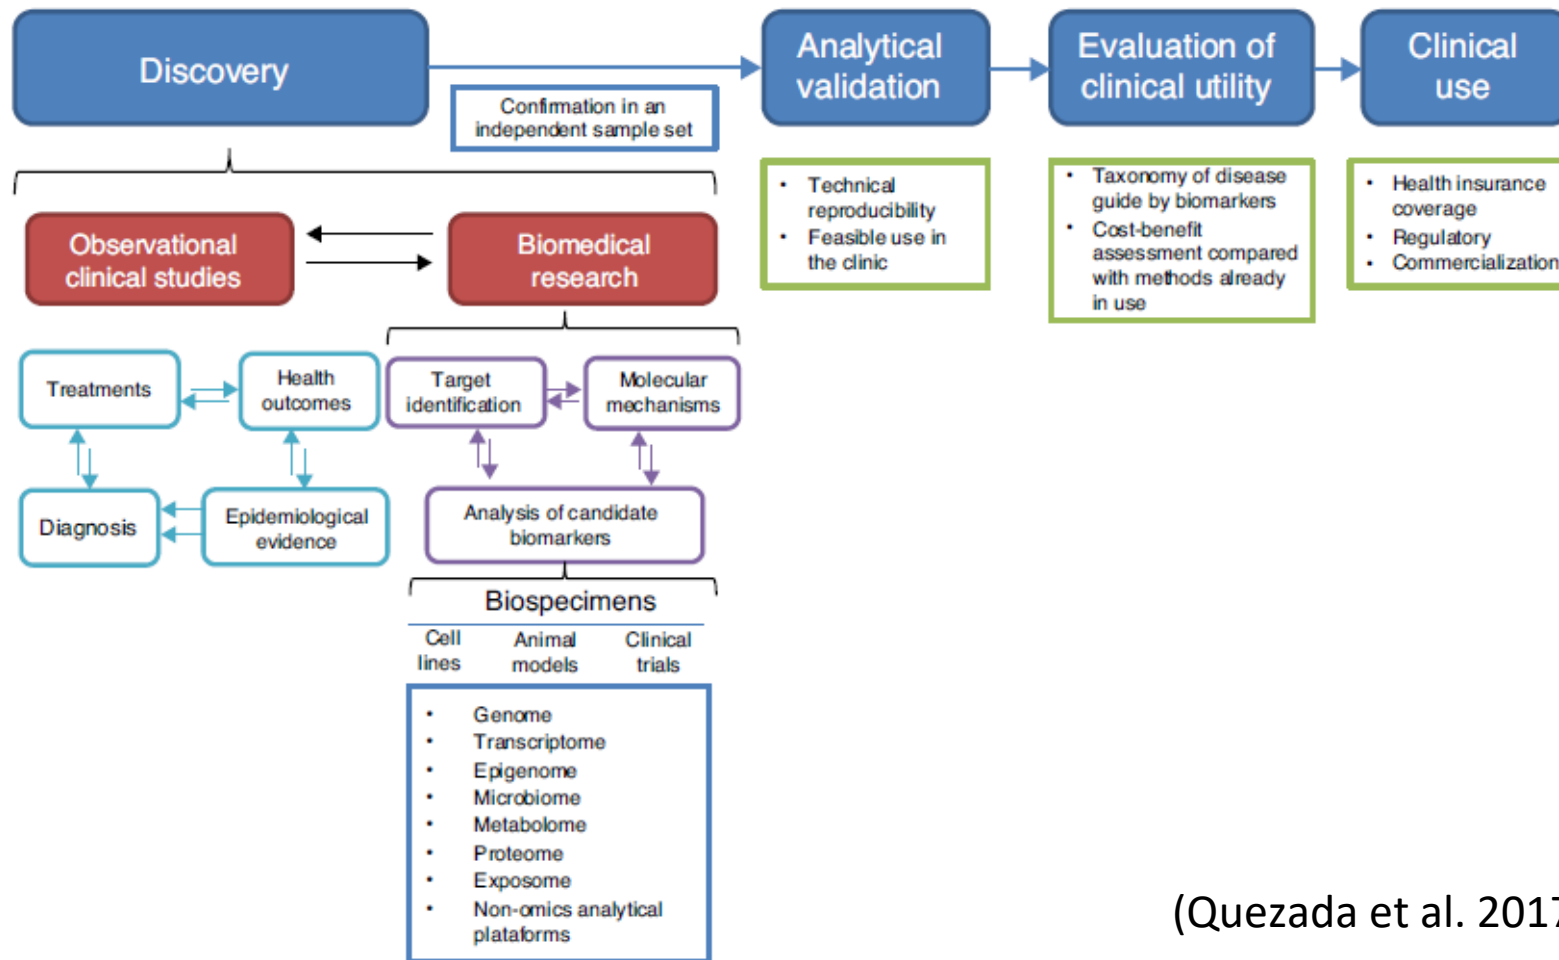 Discovery
Analytical
validation
Evaluation of
clinical utility
Clinical
use
Confirmation in an
independent sample set
• Technical
reproducibility
• Feasible use in
the clinic
• Taxonomy of disease
guide by biomarkers
• Cost-benefit
assessment compared
with methods already
in use
• Health insurance
coverage
• Regulatory
• Commercialization
Observational
clinical studies
Biomedical
research
Treatments
Health
outcomes
Diagnosis
Epidemiological
evidence
Target
identification
Molecular
mechanisms
Analysis of candidate
biomarkers
Biospecimens
Cell
lines
Animal
models
Clinical
trials
• Genome
• Transcriptome
• Epigenome
• Microbiome
• Metabolome
• Proteome
• Exposome
• Non-omics analytical
plataforms
(Quezada et al. 2017